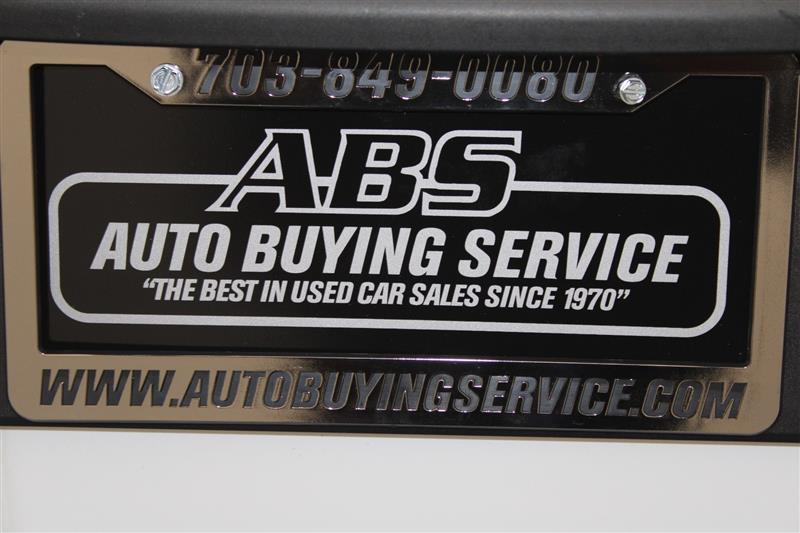 703-849-0080
ABS
AUTO BUYING SERVICE
“THE BEST IN USED CAR SALES SINCE 1970”
WWW.AUTOBUYINGSERVICE.COM